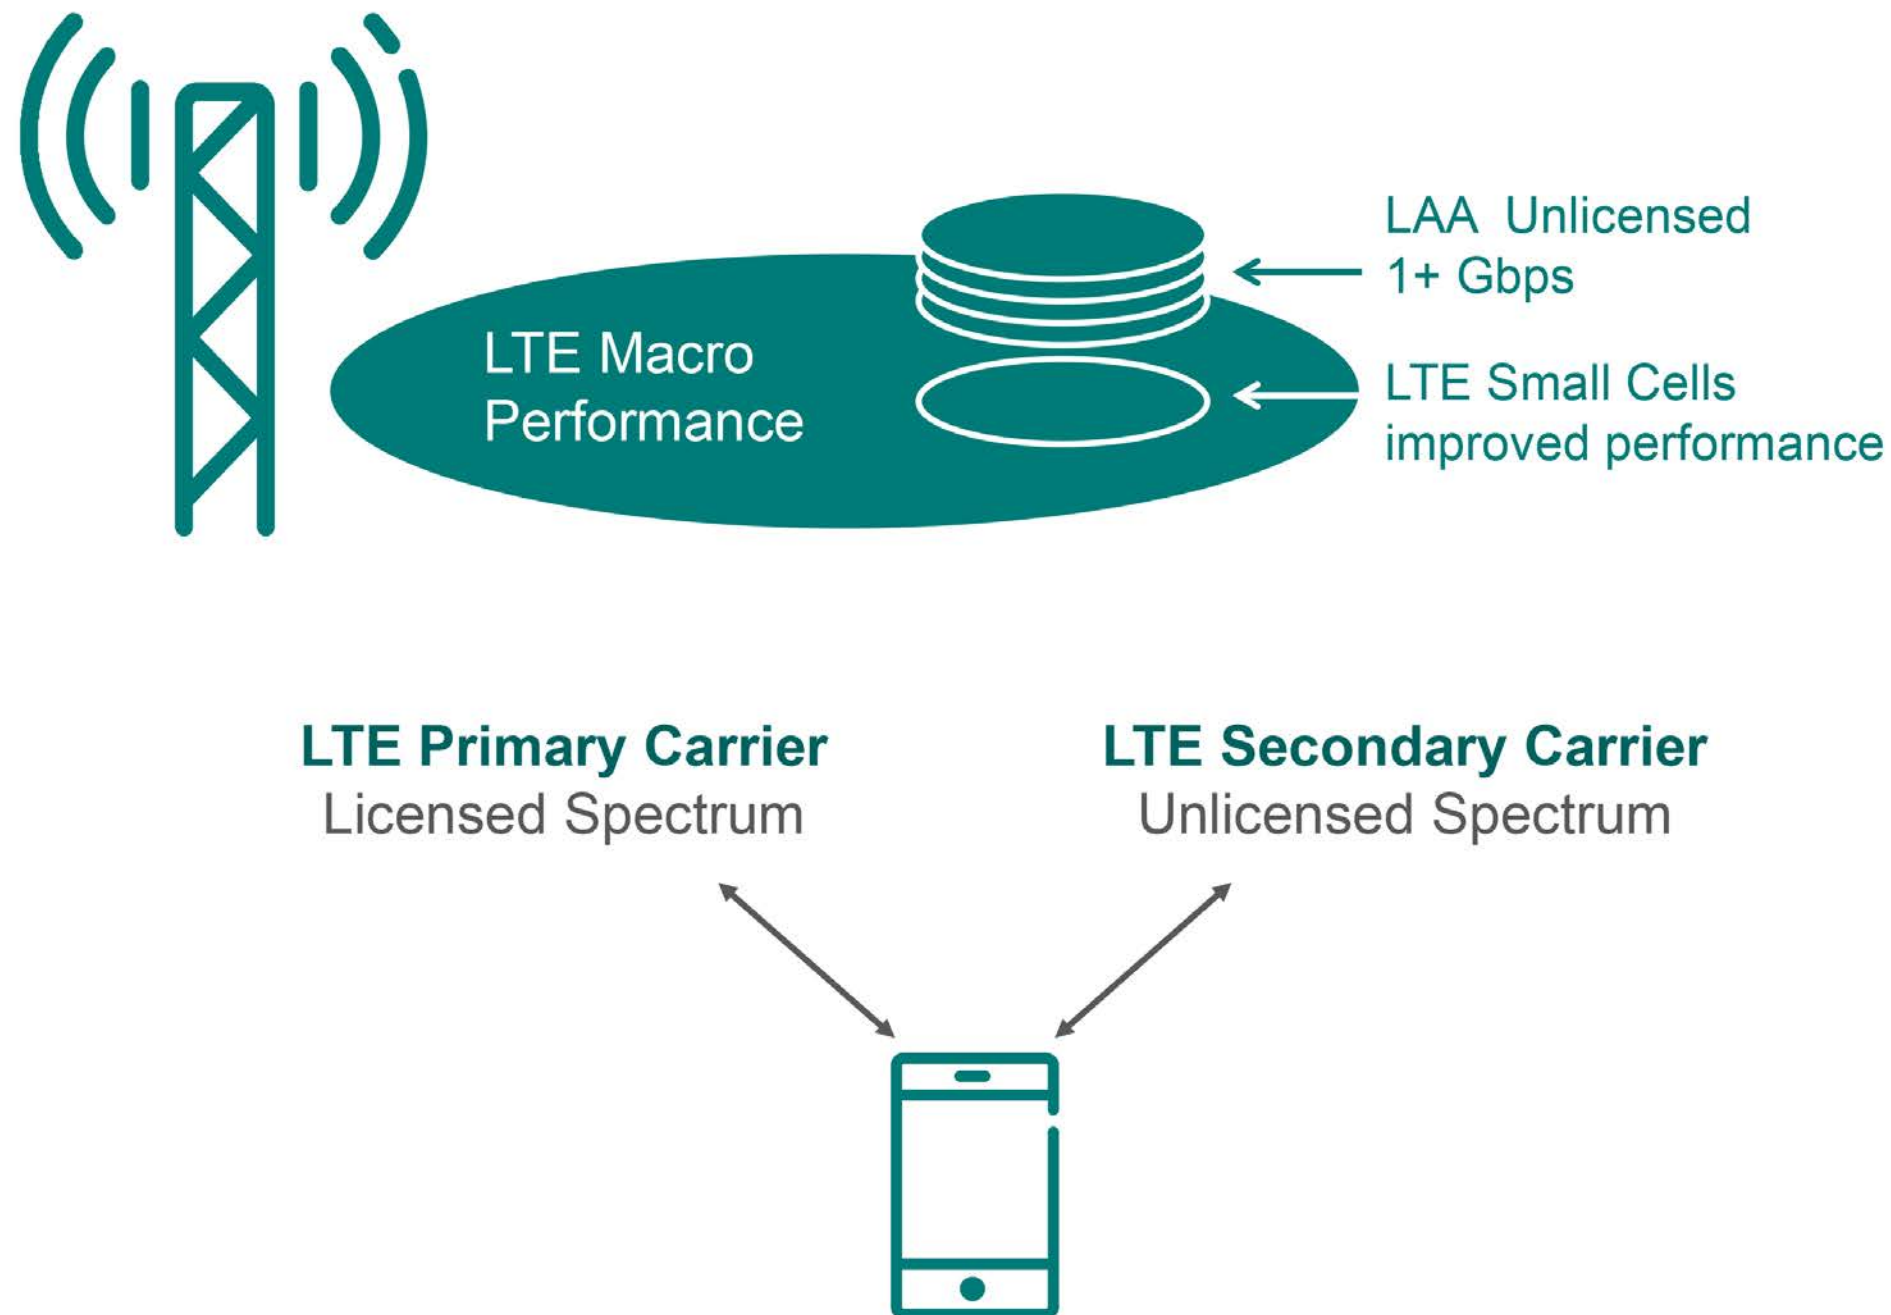 LAA  Unlicensed
1+ Gbps
LTE Macro
Performance
LTE Small Cells
improved performance
LTE Primary Carrier
Licensed Spectrum
LTE Secondary Carrier
Unlicensed Spectrum